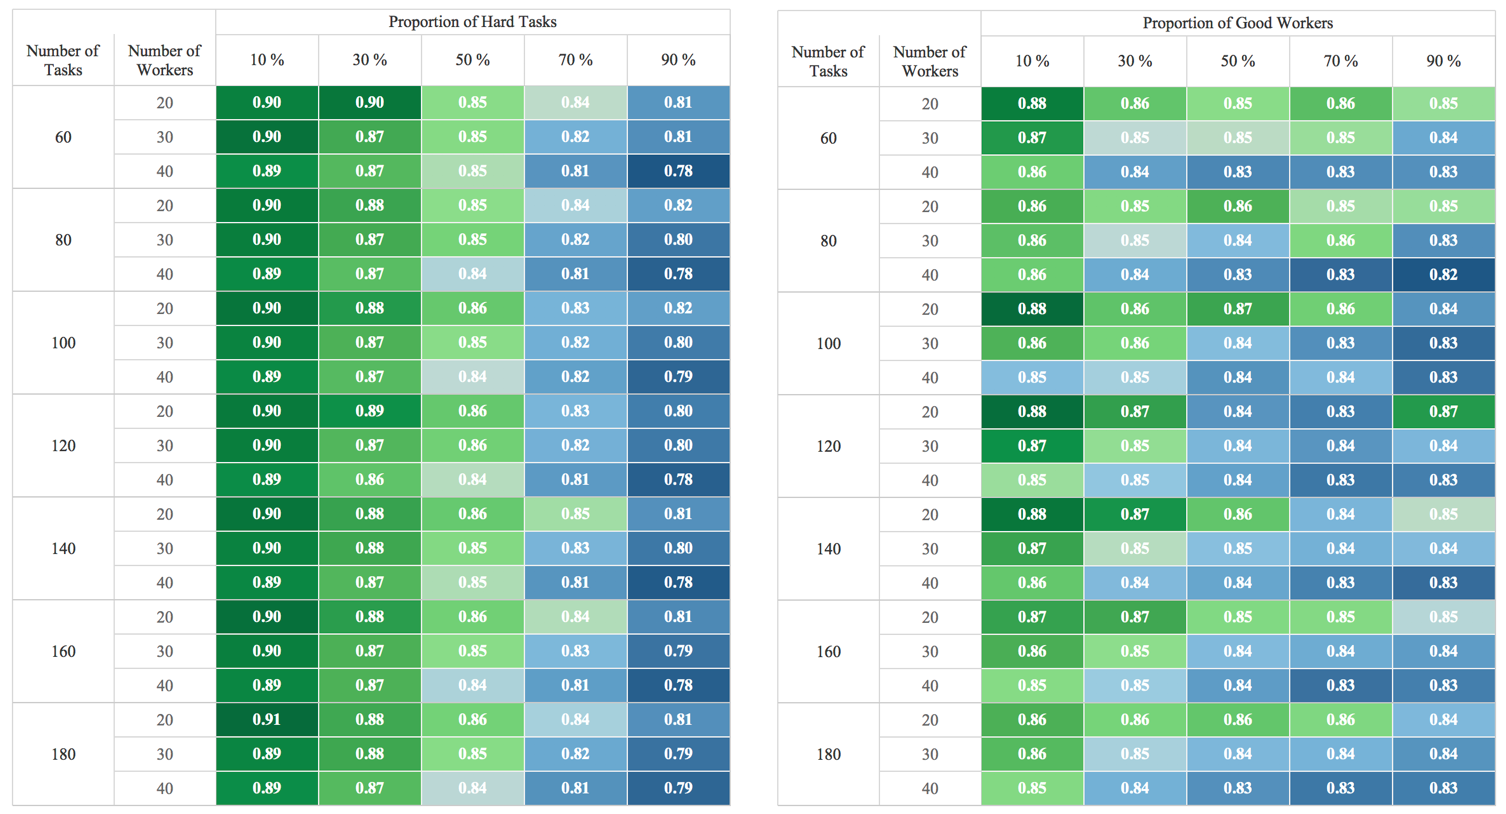 Proportion of Hard Tasks
Number of Tasks Number of Workers 10 % 30 % 50 % 70 % 90 %
60 20 0.90 0.90 0.85 0.84 0.81
30 0.90 0.87 0.85 0.82 0.81
40 0.89 0.87 0.85 0.81 0.78
80 20 0.90 0.88 0.85 0.84 0.82
30 0.90 0.87 0.85 0.82 0.80
40 0.89 0.87 0.84 0.81 0.78
100 20 0.90 0.88 0.86 0.83 0.82
30 0.90 0.87 0.85 0.82 0.80
40 0.89 0.87 0.84 0.82 0.79
120 20 0.90 0.89 0.86 0.83 0.80
30 0.90 0.87 0.86 0.82 0.80
40 0.89 0.86 0.84 0.81 0.78
140 20 0.90 0.88 0.86 0.85 0.81
30 0.90 0.88 0.85 0.83 0.80
40 0.89 0.87 0.85 0.81 0.78
160 20 0.90 0.88 0.86 0.84 0.81
30 0.90 0.87 0.85 0.83 0.79
40 0.89 0.87 0.84 0.81 0.78
180 20 0.91 0.88 0.86 0.84 0.81
30 0.89 0.88 0.85 0.82 0.79
40 0.89 0.87 0.84 0.81 0.79
Proportion of Good Workers
Number of Tasks Number of Workers 10 % 30 % 50 % 70 % 90 %
60 20 0.88 0.86 0.85 0.86 0.85
30 0.87 0.85 0.85 0.85 0.84
40 0.86 0.84 0.83 0.83 0.83
80 20 0.86 0.85 0.86 0.85 0.85
30 0.86 0.85 0.84 0.86 0.83
40 0.86 0.84 0.83 0.83 0.82
100 20 0.88 0.86 0.87 0.86 0.84
30 0.86 0.86 0.84 0.83 0.83
40 0.85 0.85 0.84 0.84 0.83
120 20 0.88 0.87 0.84 0.83 0.87
30 0.87 0.85 0.84 0.84 0.84
40 0.85 0.85 0.84 0.83 0.83
140 20 0.88 0.87 0.86 0.84 0.85
30 0.87 0.85 0.85 0.84 0.84
40 0.86 0.84 0.84 0.83 0.83
160 20 0.87 0.87 0.85 0.85 0.85
30 0.86 0.85 0.84 0.84 0.84
40 0.85 0.85 0.84 0.83 0.83
180 20 0.86 0.86 0.86 0.86 0.84
30 0.86 0.85 0.84 0.84 0.84
40 0.85 0.84 0.83 0.83 0.83